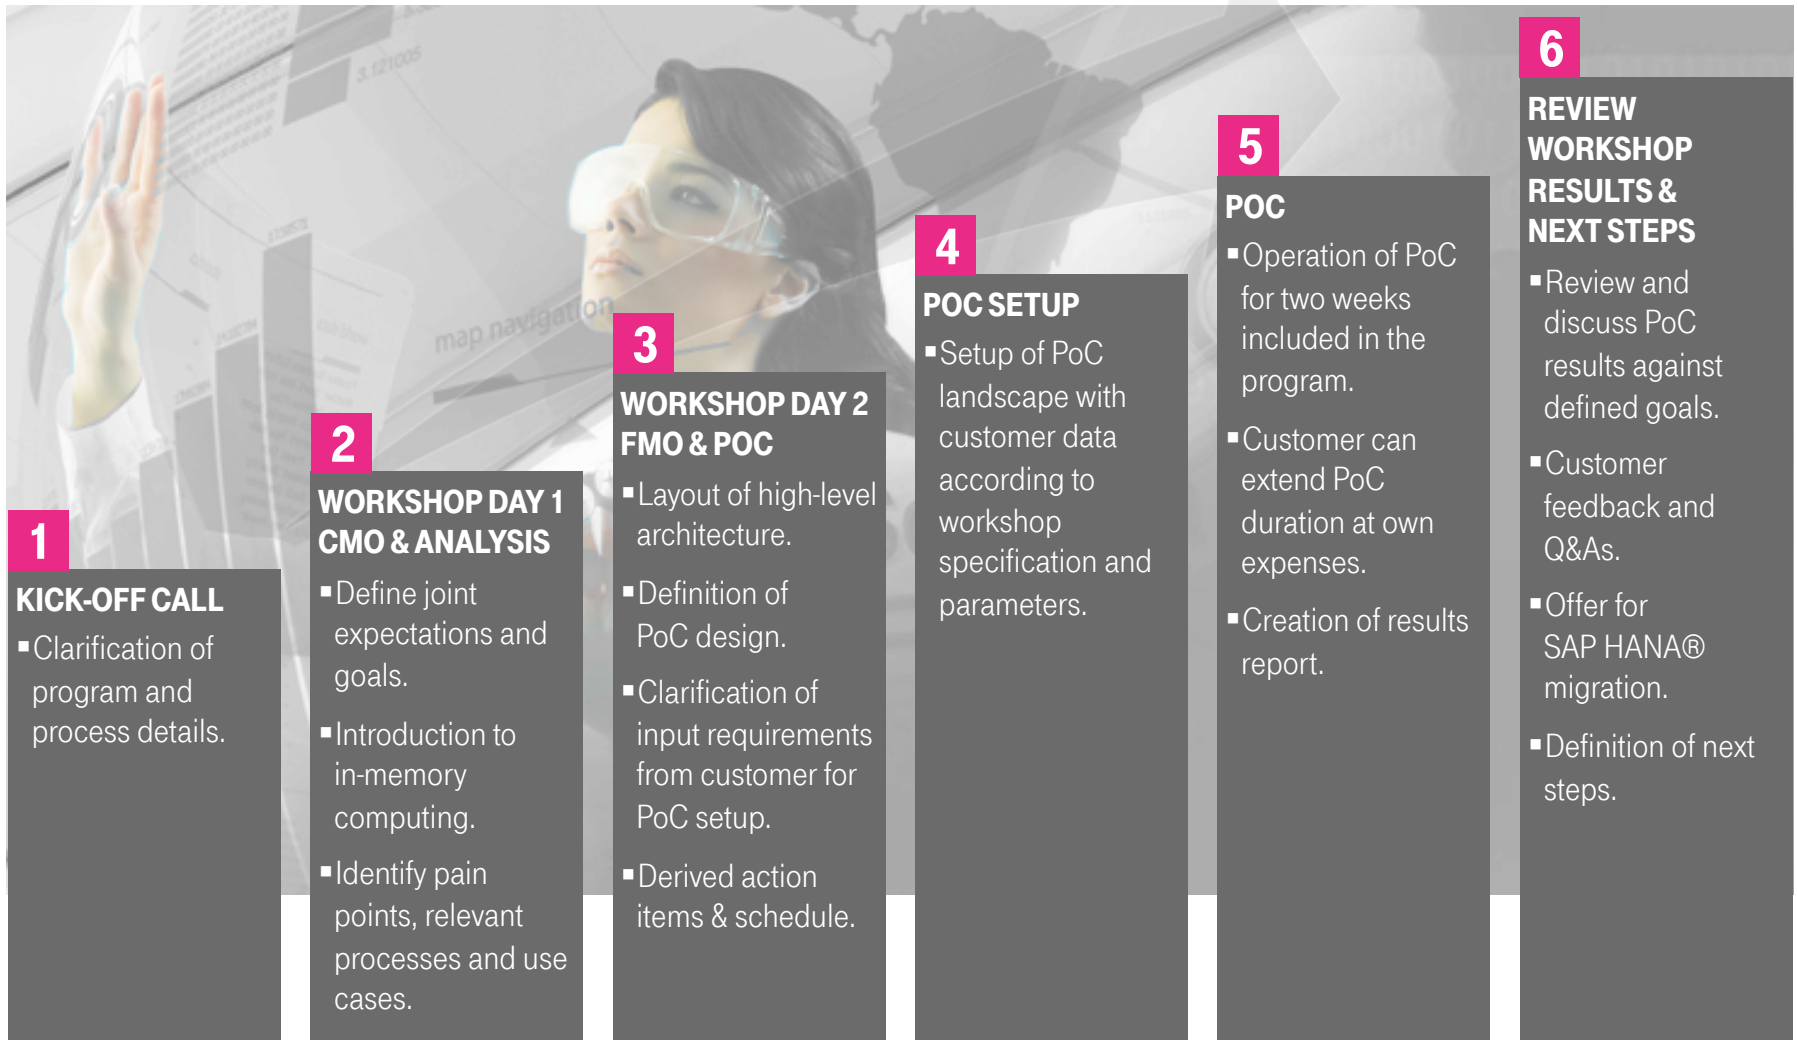 3.121005
map navigation
1
KICK-OFF CALL
▪Clarification of
program and
process details.
2
WORKSHOP DAY 1
CMO & ANALYSIS
▪Define joint
expectations and
goals.
▪Introduction to
in-memory
computing.
▪Identify pain
points, relevant
processes and use
cases.
3
WORKSHOP DAY 2
FMO & POC
▪Layout of high-level
architecture.
▪Definition of
PoC design.
▪Clarification of
input requirements
from customer for
PoC setup.
▪Derived action
items & schedule.
4
POC SETUP
▪Setup of PoC
landscape with
customer data
according to
workshop
specification and
parameters.
5
POC
▪Operation of PoC
for two weeks
included in the
program.
▪Customer can
extend PoC
duration at own
expenses.
▪Creation of results
report.
6
REVIEW
WORKSHOP
RESULTS &
NEXT STEPS
▪Review and
discuss PoC
results against
defined goals.
▪Customer
feedback and
Q&As.
▪Offer for
SAP HANA®
migration.
▪Definition of next
steps.